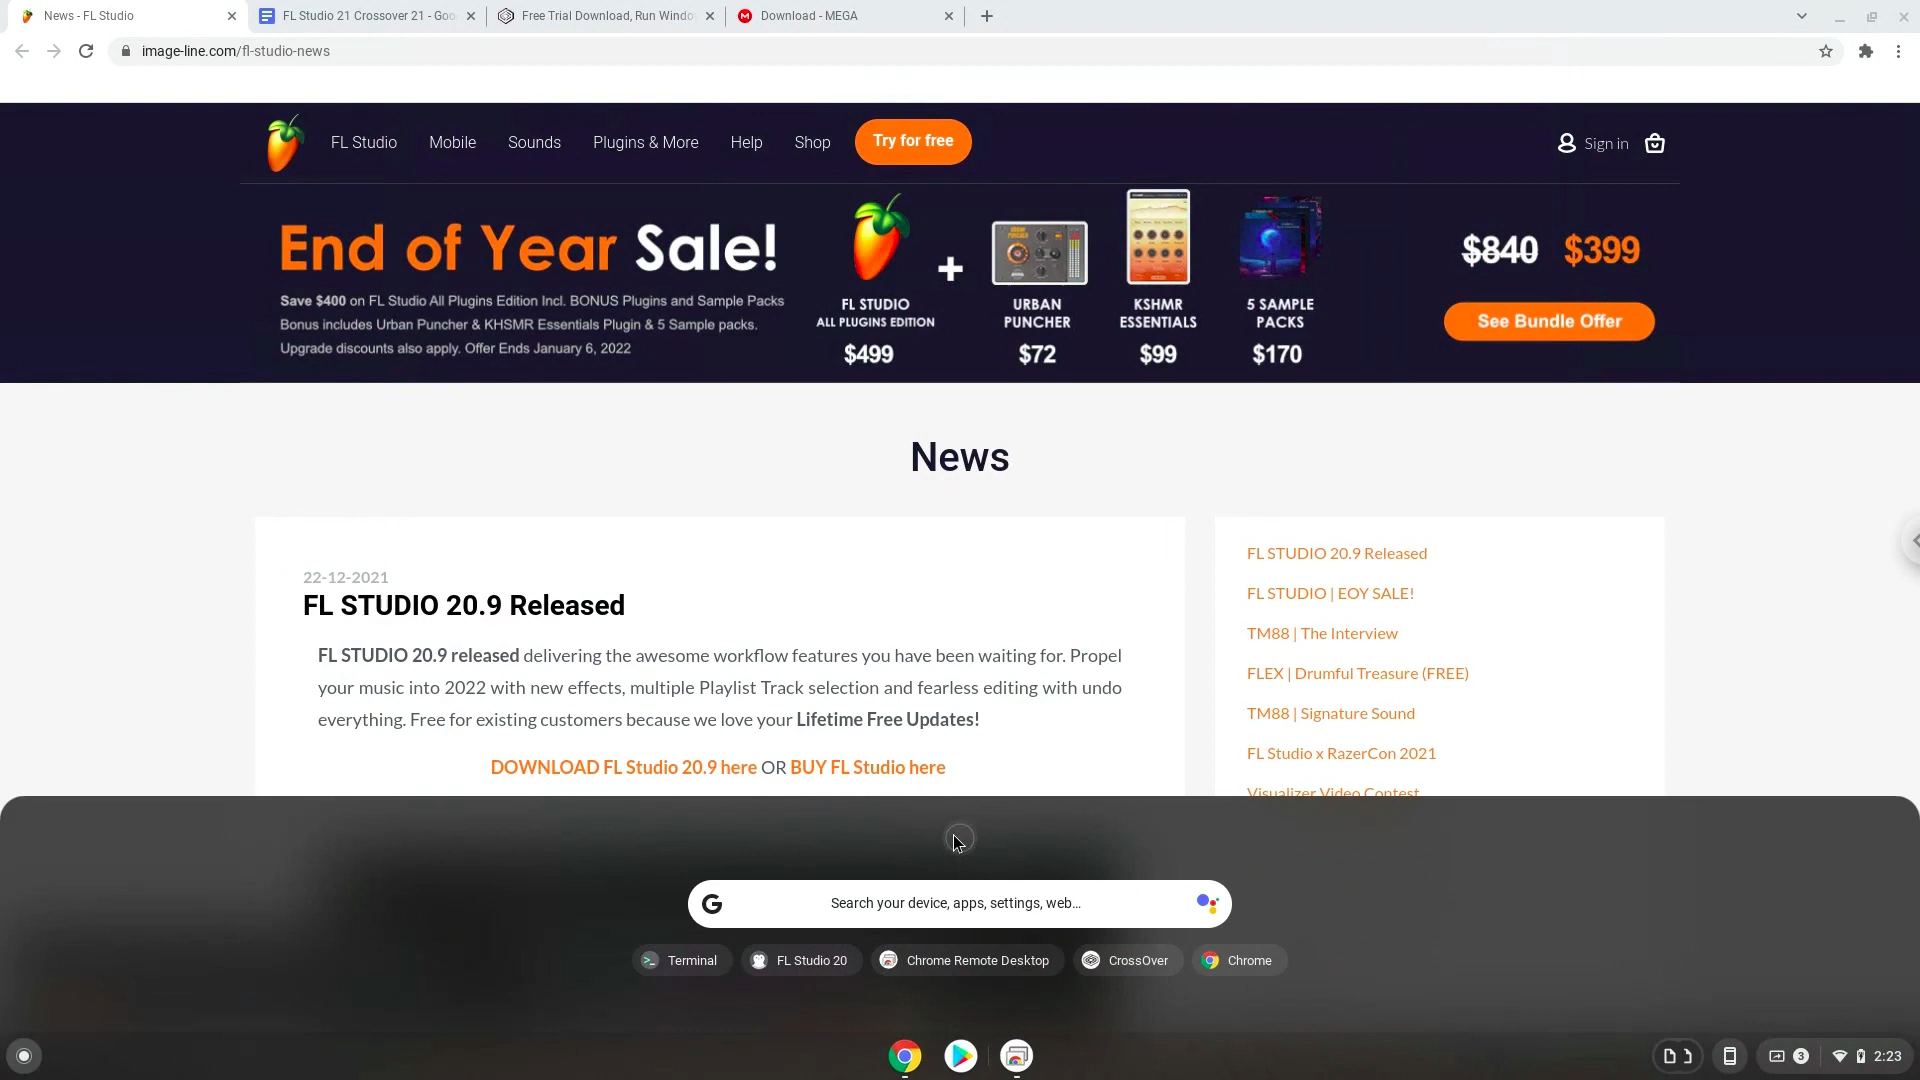 News - FL Studio
FL Studio 21 Crossover 21 - Goo
Free Trial Download, Run Windo
Download - MEGA
image-line.com/fl-studio-news
FL Studio
Mobile
Sounds
Plugins & More
Help
Shop
Try for free
Sign in
End of Year Sale!
Save $400 on FL Studio All Plugins Edition Incl. BONUS Plugins and Sample Packs
Bonus includes Urban Puncher & KHSMR Essentials Plugin & 5 Sample packs.
Upgrade discounts also apply. Offer Ends January 6, 2022
+
FL STUDIO
ALL PLUGINS EDITION
$499
URBAN
PUNCHER
$72
KSHMR
ESSENTIALS
$99
5 SAMPLE
PACKS
$170
$840 $399
See Bundle Offer
News
22-12-2021
FL STUDIO 20.9 Released
FL STUDIO 20.9 released delivering the awesome workflow features you have been waiting for. Propel
your music into 2022 with new effects, multiple Playlist Track selection and fearless editing with undo
everything. Free for existing customers because we love your Lifetime Free Updates!
DOWNLOAD FL Studio 20.9 here OR BUY FL Studio here
FL STUDIO 20.9 Released
FL STUDIO | EOY SALE!
TM88 | The Interview
FLEX | Drumful Treasure (FREE)
TM88 | Signature Sound
FL Studio x RazerCon 2021
Visualizer Video Contest
Search your device, apps, settings, web...
Terminal
FL Studio 20
Chrome Remote Desktop
CrossOver
Chrome
3
2:23